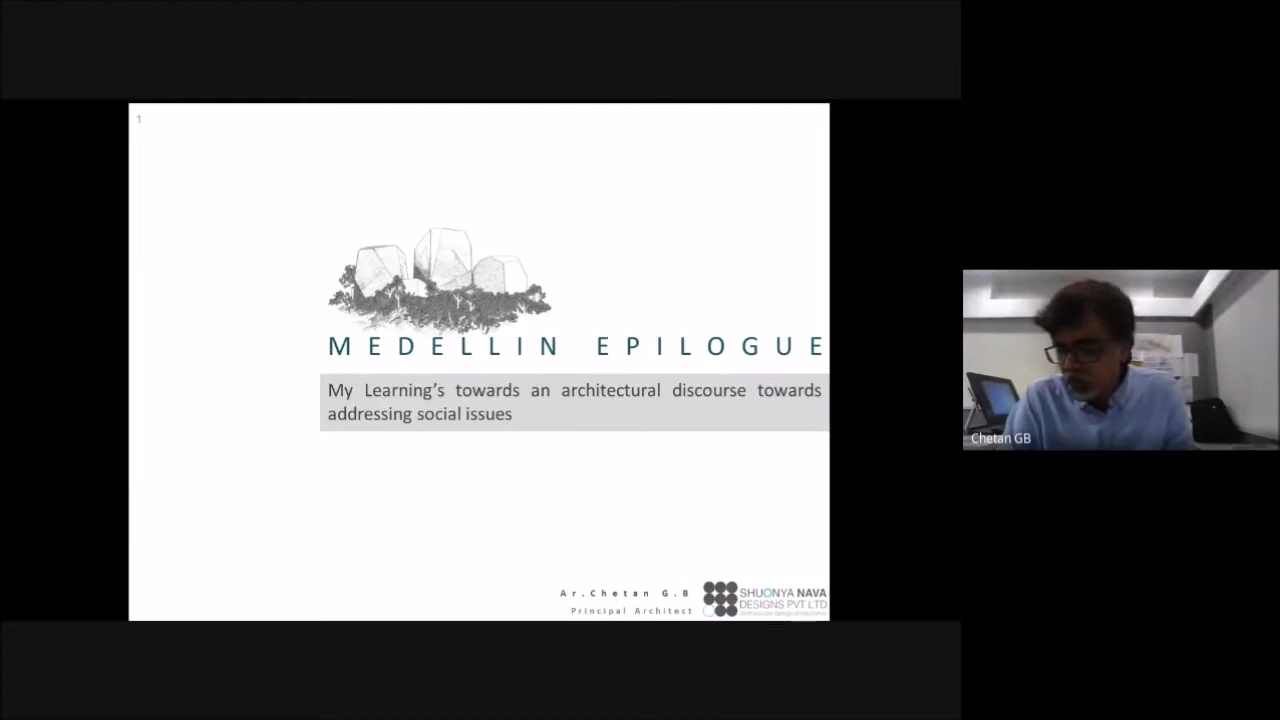 1
MEDELLIN EPILOGUE
My Learning's towards an architectural discourse towards
addressing social issues
Ar.Chetan G.B
Principal Architect
SHUONYA NAVA
DESIGNS PVT LTD
Chetan GB